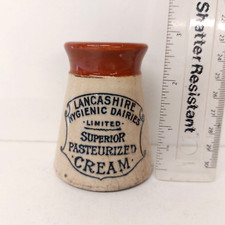 LANCASHIRE
HYGIENIC DAIRIES
· LIMITED ·
SUPERIOR
PASTEURIZED
· CREAM ·
Shatter
Resistant